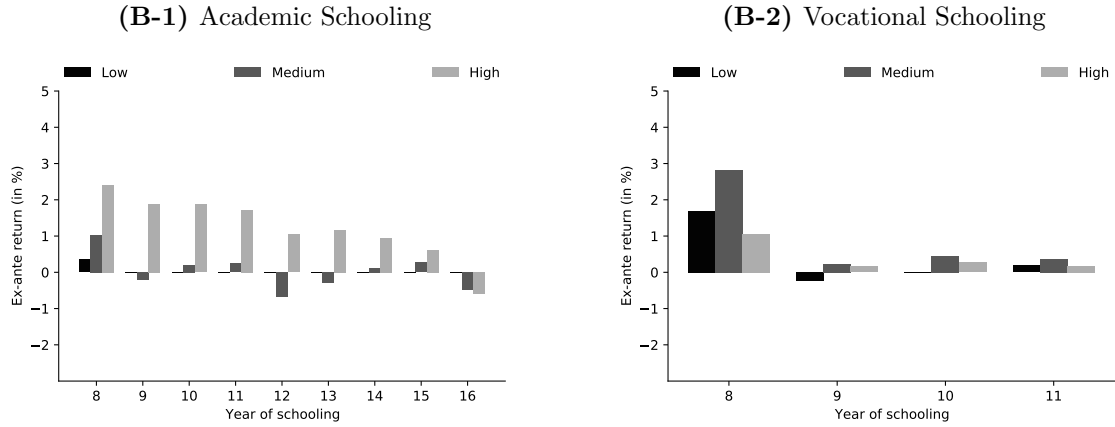 (B-1) Academic Schooling
Low Medium High
5
4
3
2
1
0
−1
−2
Ex-ante return (in %)
8 9 10 11 12 13 14 15 16
Year of schooling
(B-2) Vocational Schooling
Low Medium High
5
4
3
2
1
0
−1
−2
Ex-ante return (in %)
8 9 10 11
Year of schooling